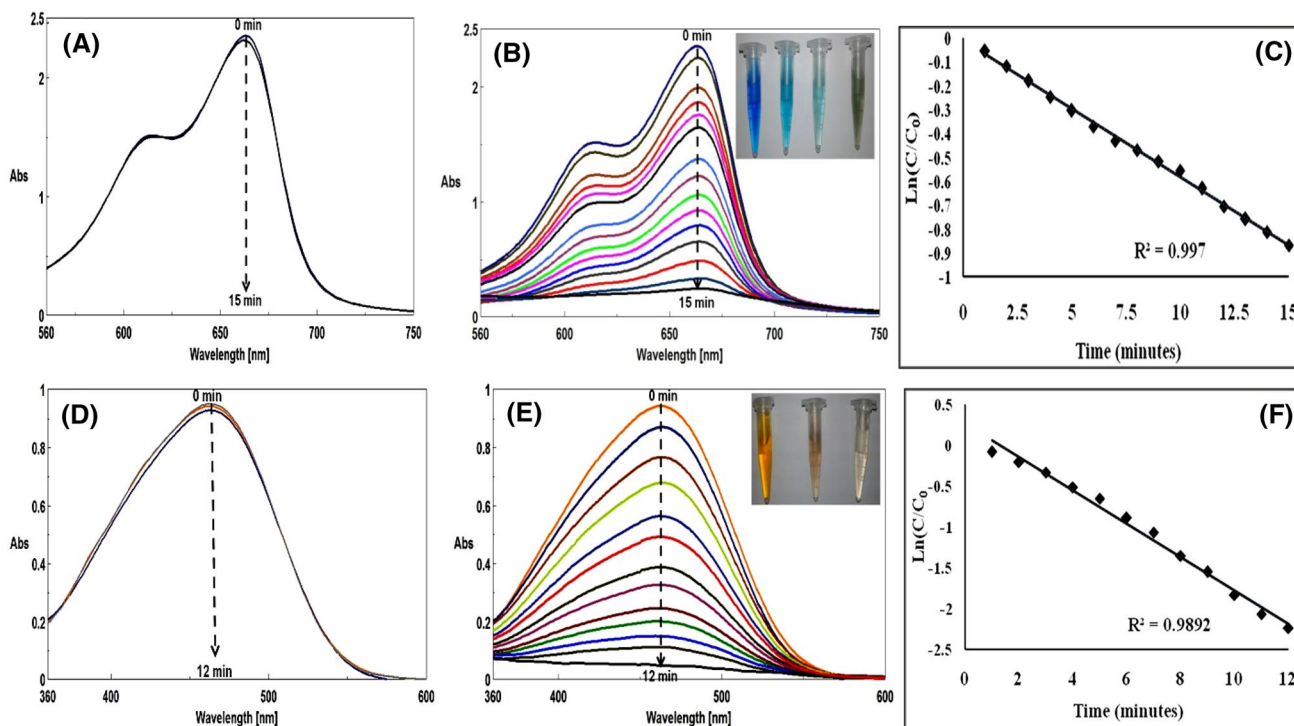 (A)
0 min
2.5
2
1
0
Abs
15 min
560 600 650 700 750
Wavelength [nm]
(B)
0 min
2.5
2
1
0
Abs
15 min
560 600 650 700 750
Wavelength [nm]
(C)
0
-0.1
-0.2
-0.3
-0.4
-0.5
-0.6
-0.7
-0.8
-0.9
-1
Ln(C/C0)
R² = 0.997
0 2.5 5 7.5 10 12.5 15
Time (minutes)
(D)
0 min
1
0.8
0.6
0.4
0.2
0
Abs
12 min
360 400 500 600
Wavelength [nm]
(E)
0 min
1
0.8
0.6
0.4
0.2
0
Abs
12 min
360 400 500 600
Wavelength [nm]
(F)
0.5
0
-0.5
-1
-1.5
-2
-2.5
Ln(C/C0)
R² = 0.9892
0 2 4 6 8 10 12
Time (minutes)